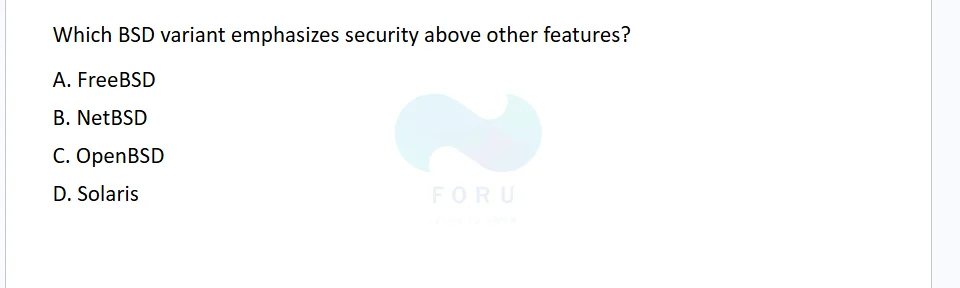 Which BSD variant emphasizes security above other features?
A. FreeBSD
B. NetBSD
C. OpenBSD
D. Solaris
FORU